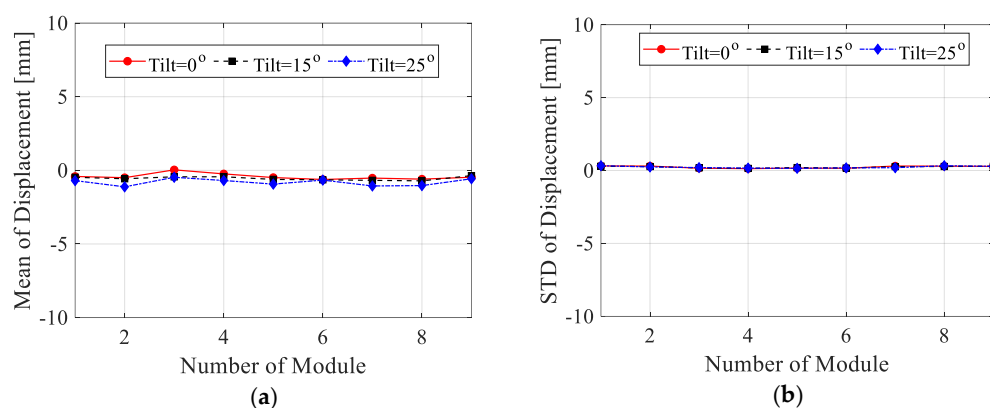 10
Tilt=0° Tilt=15° Tilt=25°
5
0
-5
-10
2 4 6 8
Mean of Displacement [mm]
Number of Module
(a)
10
Tilt=0° Tilt=15° Tilt=25°
5
0
-5
-10
2 4 6 8
STD of Displacement [mm]
Number of Module
(b)